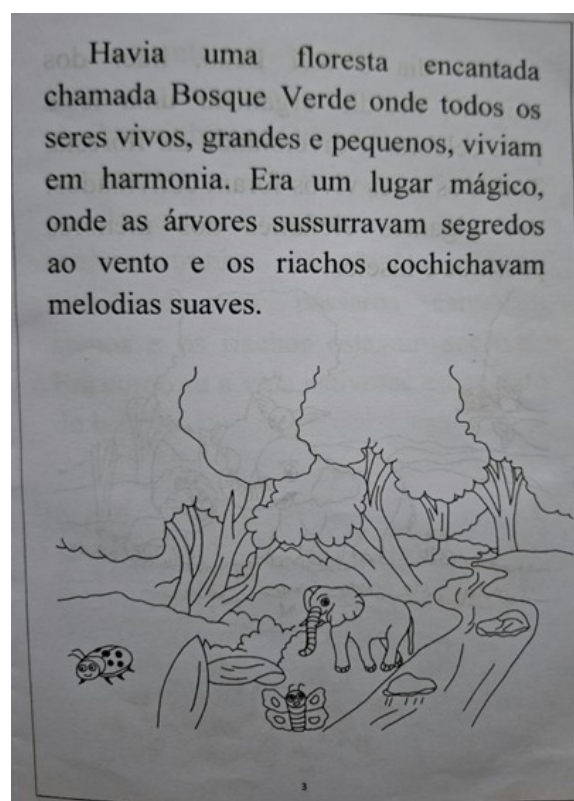 Havia uma floresta encantada
chamada Bosque Verde onde todos os
seres vivos, grandes e pequenos, viviam
em harmonia. Era um lugar mágico,
onde as árvores sussurravam segredos
ao vento e os riachos cochichavam
melodias suaves.
3